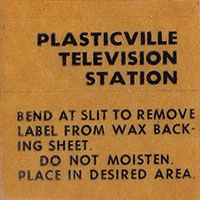 PLASTICVILLE
TELEVISION
STATION
BEND AT SLIT TO REMOVE
LABEL FROM WAX BACK-
ING SHEET.
DO NOT MOISTEN.
PLACE IN DESIRED AREA.